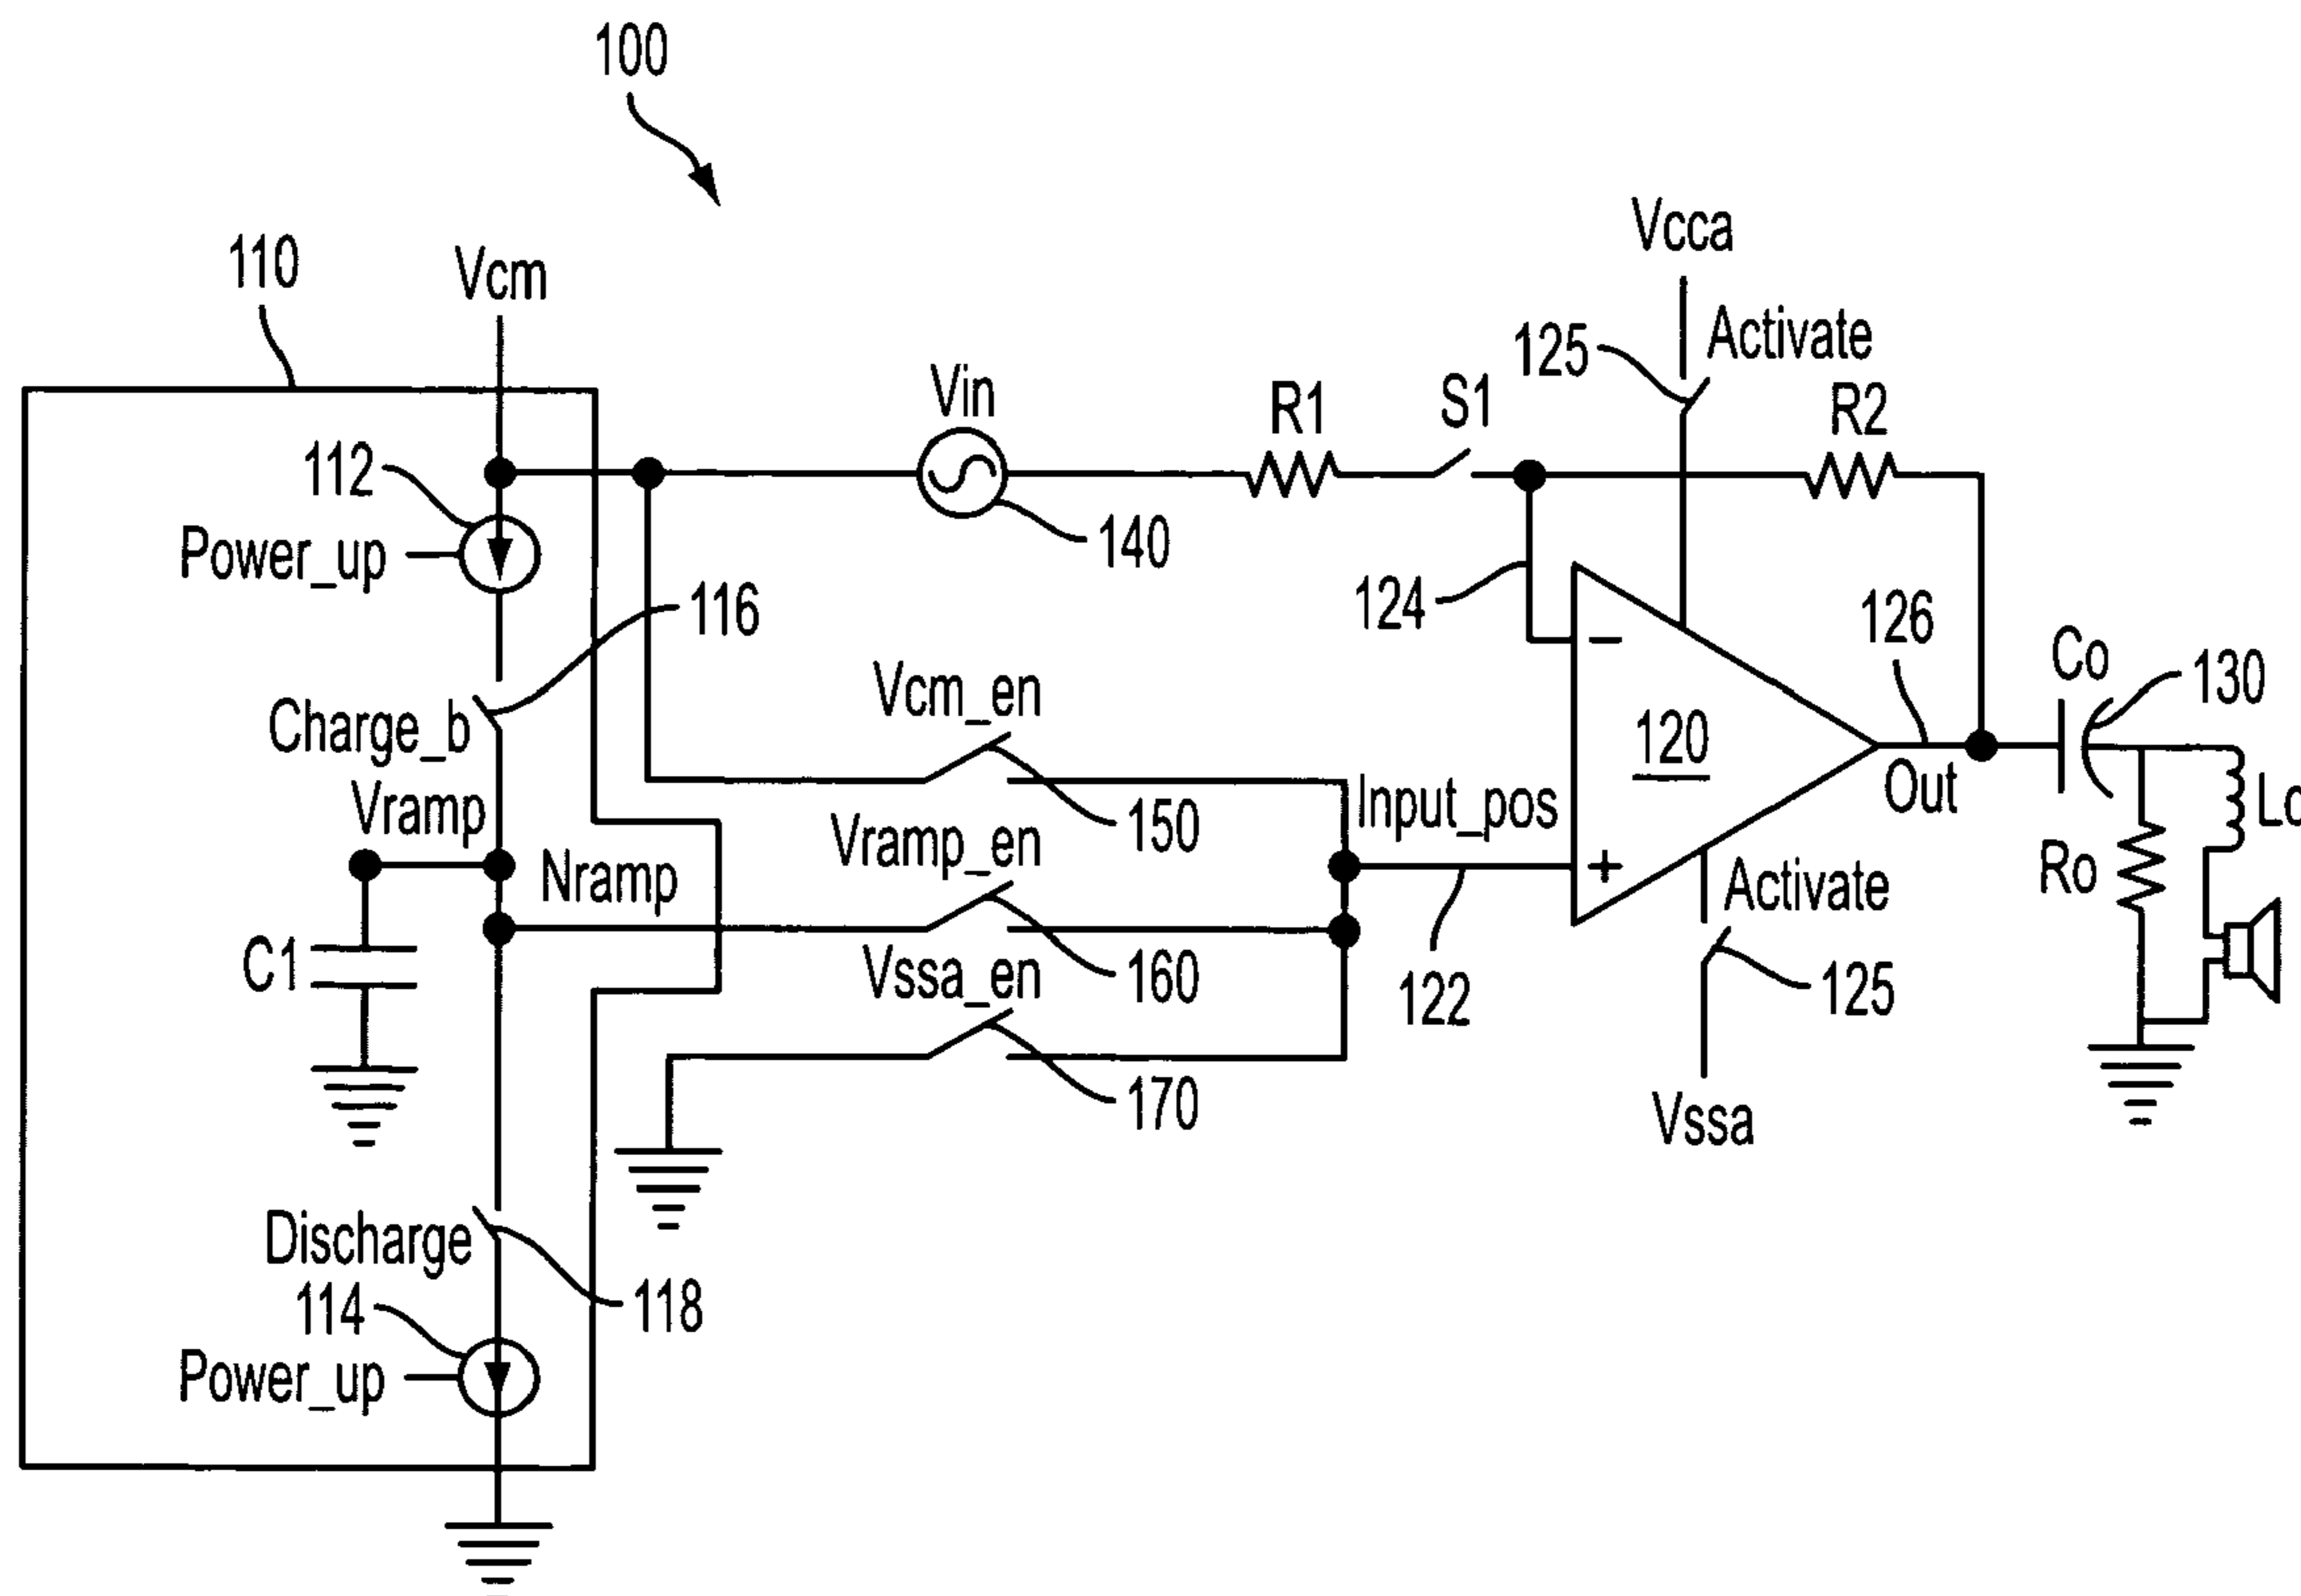 100
110
Vcm
Vcca
125
Activate
Vin
R1
S1
R2
112
Power_up
140
116
124
126
Co
130
Charge_b
Vcm_en
120
Vramp
150
Input_pos
Out
Lo
Vramp_en
Nramp
Ro
C1
Activate
Vssa_en
160
122
125
170
Vssa
Discharge
118
114
Power_up